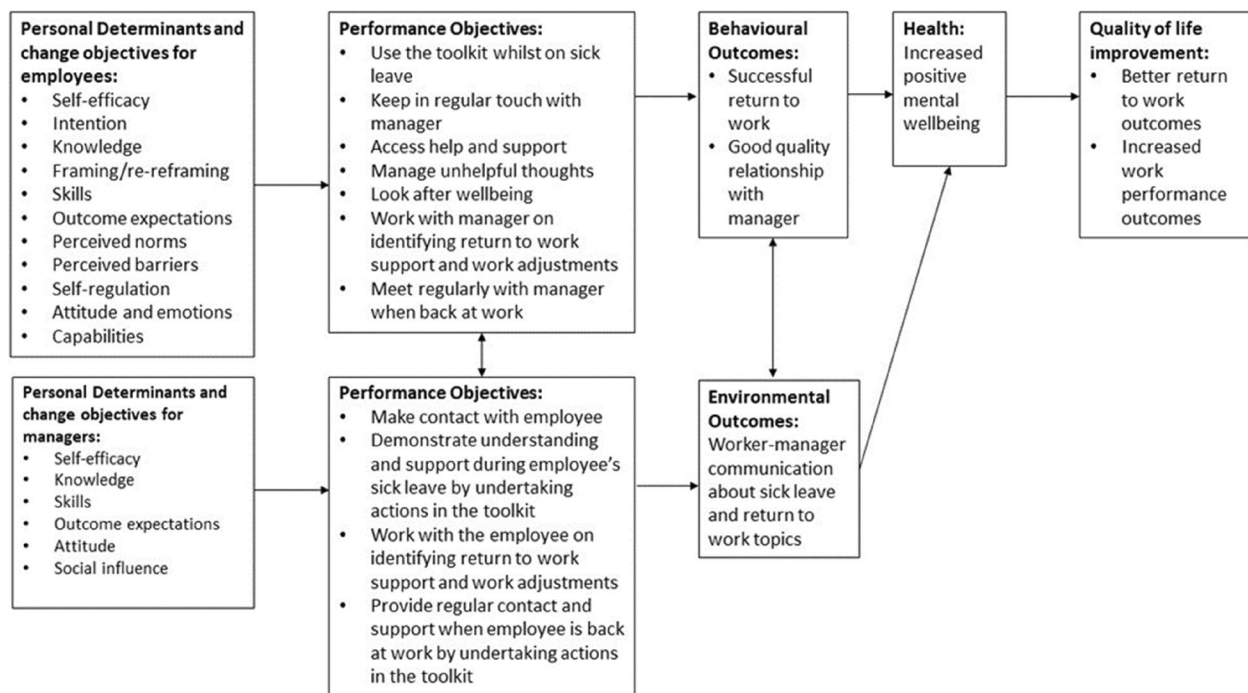 Personal Determinants and
change objectives for
employees:
• Self-efficacy
• Intention
• Knowledge
• Framing/re-reframing
• Skills
• Outcome expectations
• Perceived norms
• Perceived barriers
• Self-regulation
• Attitude and emotions
• Capabilities
Performance Objectives:
• Use the toolkit whilst on sick
leave
• Keep in regular touch with
manager
• Access help and support
• Manage unhelpful thoughts
• Look after wellbeing
• Work with manager on
identifying return to work
support and work adjustments
• Meet regularly with manager
when back at work
Behavioural
Outcomes:
• Successful
return to
work
• Good quality
relationship
with
manager
Health:
Increased
positive
mental
wellbeing
Quality of life
improvement:
• Better return
to work
outcomes
• Increased
work
performance
outcomes
Personal Determinants and
change objectives for
managers:
• Self-efficacy
• Knowledge
• Skills
• Outcome expectations
• Attitude
• Social influence
Performance Objectives:
• Make contact with employee
• Demonstrate understanding
and support during employee's
sick leave by undertaking
actions in the toolkit
• Work with the employee on
identifying return to work
support and work adjustments
• Provide regular contact and
support when employee is back
at work by undertaking actions
in the toolkit
Environmental
Outcomes:
Worker-manager
communication
about sick leave
and return to
work topics